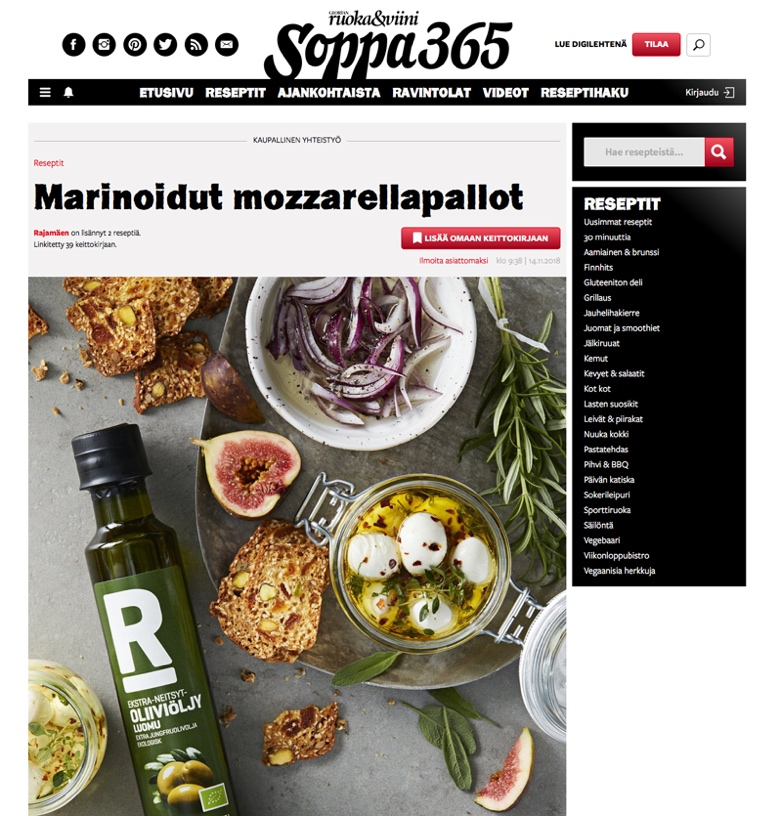 GLORIAN
ruoka&viini
Soppa365
LUE DIGILEHTENÄ
TILAA
ETUSIVU RESEPTIT AJANKOHTAISTA RAVINTOLAT VIDEOT RESEPTIHAKU
Kirjaudu
KAUPALLINEN YHTEISTYÖ
Reseptit
Marinoidut mozzarellapallot
Rajamäen on lisännyt 2 reseptiä.
Linkitetty 39 keittokirjaan.
LISÄÄ OMAAN KEITTOKIRJAAN
Ilmoita asiattomaksi klo 9:38 | 14.11.2018
R
EKSTRA-NEITSYT-
OLIIVIÖLJY
LUOMU
EXTRAJUNGFRUOLIVOLJA
EKOLOGISK
Hae resepteistä...
RESEPTIT
Uusimmat reseptit
30 minuuttia
Aamiainen & brunssi
Finnhits
Gluteeniton deli
Grillaus
Jauhelihakierre
Juomat ja smoothiet
Jälkiruuat
Kemut
Kevyet & salaatit
Kot kot
Lasten suosikit
Leivät & piirakat
Nuuka kokki
Pastatehdas
Pihvi & BBQ
Päivän katiska
Sokerileipuri
Sporttiruoka
Säilöntä
Vegebaari
Viikonloppubistro
Vegaanisia herkkuja